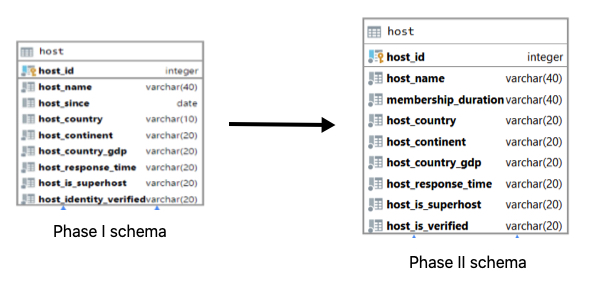 host
host_id integer
host_name varchar(40)
host_since date
host_country varchar(10)
host_continent varchar(20)
host_country_gdp varchar(20)
host_response_time varchar(20)
host_is_superhost varchar(20)
host_identity_verified varchar(20)
Phase I schema
host
host_id integer
host_name varchar(40)
membership_duration varchar(40)
host_country varchar(20)
host_continent varchar(20)
host_country_gdp varchar(20)
host_response_time varchar(20)
host_is_superhost varchar(20)
host_is_verified varchar(20)
Phase II schema